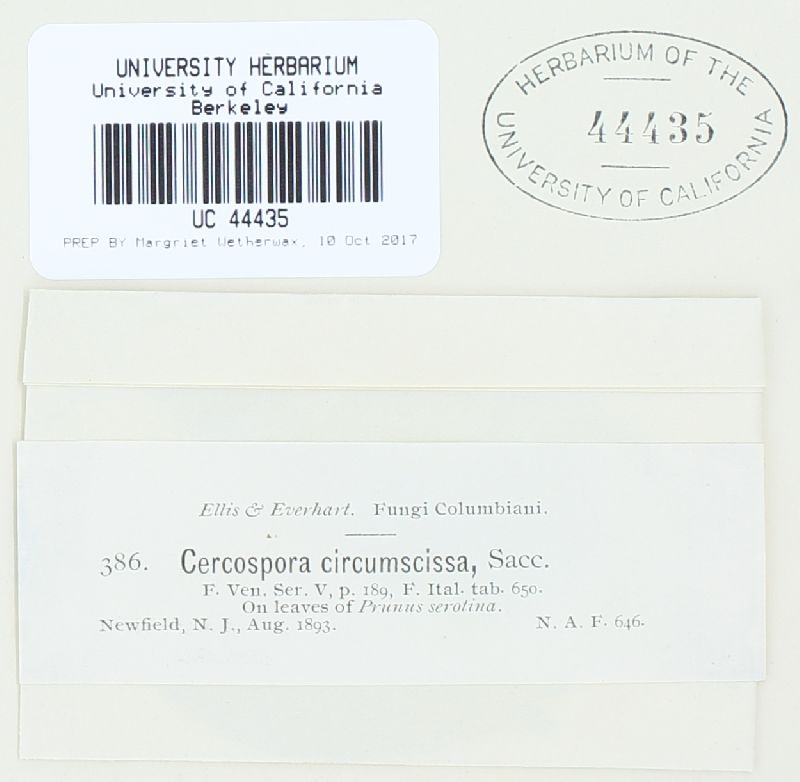 UNIVERSITY HERBARIUM
University of California
Berkeley
UC 44435
PREP BY Margriet Wetherwax, 10 Oct 2017
HERBARIUM OF THE
44435
UNIVERSITY OF CALIFORNIA
Ellis & Everhart. Fungi Columbiani.
386. Cercospora circumscissa, Sacc.
F. Ven. Ser. V, p. 189, F. Ital. tab. 650.
On leaves of Prunus serotina.
Newfield, N. J., Aug. 1893. N. A. F. 646.